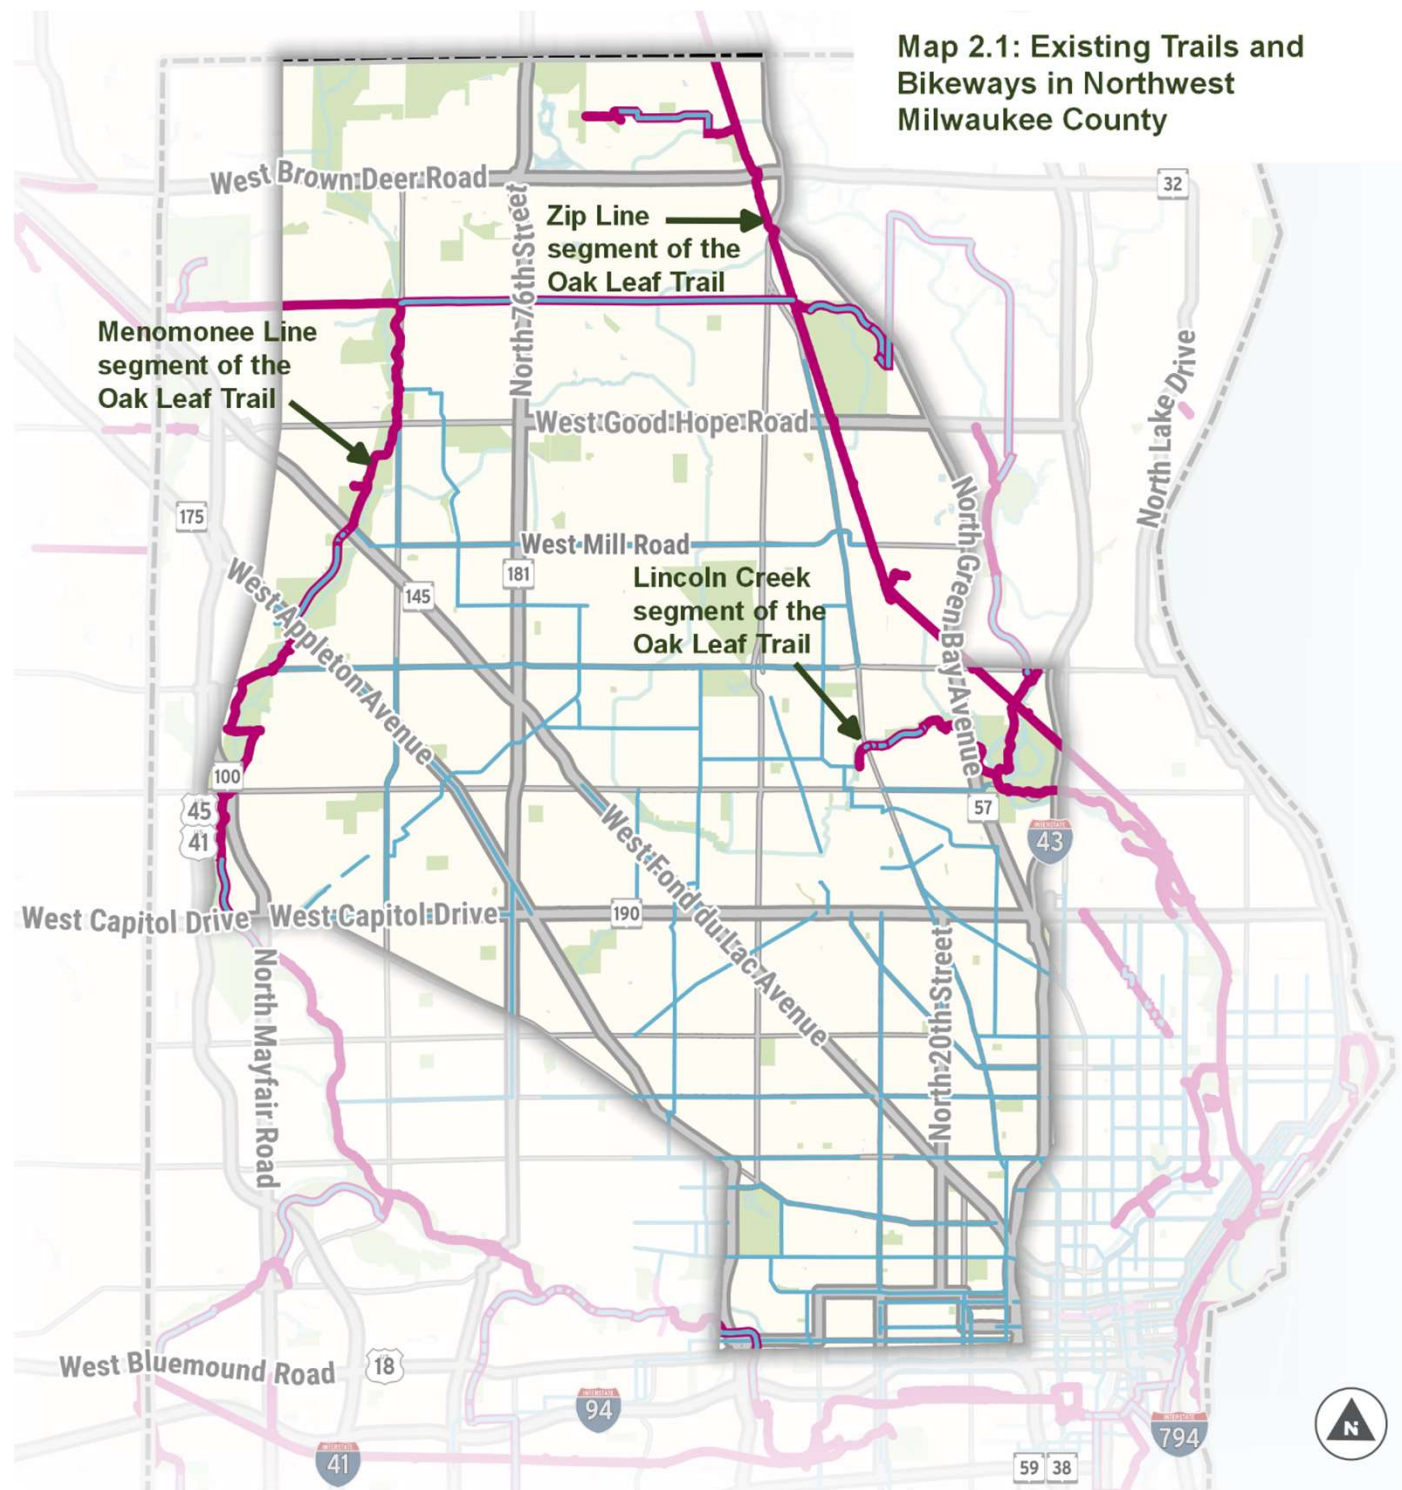 Map 2.1: Existing Trails and
Bikeways in Northwest
Milwaukee County
West Brown Deer Road
32
Zip Line
segment of the
Oak Leaf Trail
North 76th Street
Menomonee Line
segment of the
Oak Leaf Trail
North Lake Drive
West Good Hope Road
175
North Green Bay Avenue
West Mill Road
181
145
Lincoln Creek
segment of the
Oak Leaf Trail
West Appleton Avenue
100
45
41
57
INTERSTATE
43
West Fond du Lac Avenue
West Capitol Drive
West Capitol Drive
190
North 20th Street
North Mayfair Road
West Bluemound Road
18
INTERSTATE
94
INTERSTATE
41
INTERSTATE
794
59
38
N